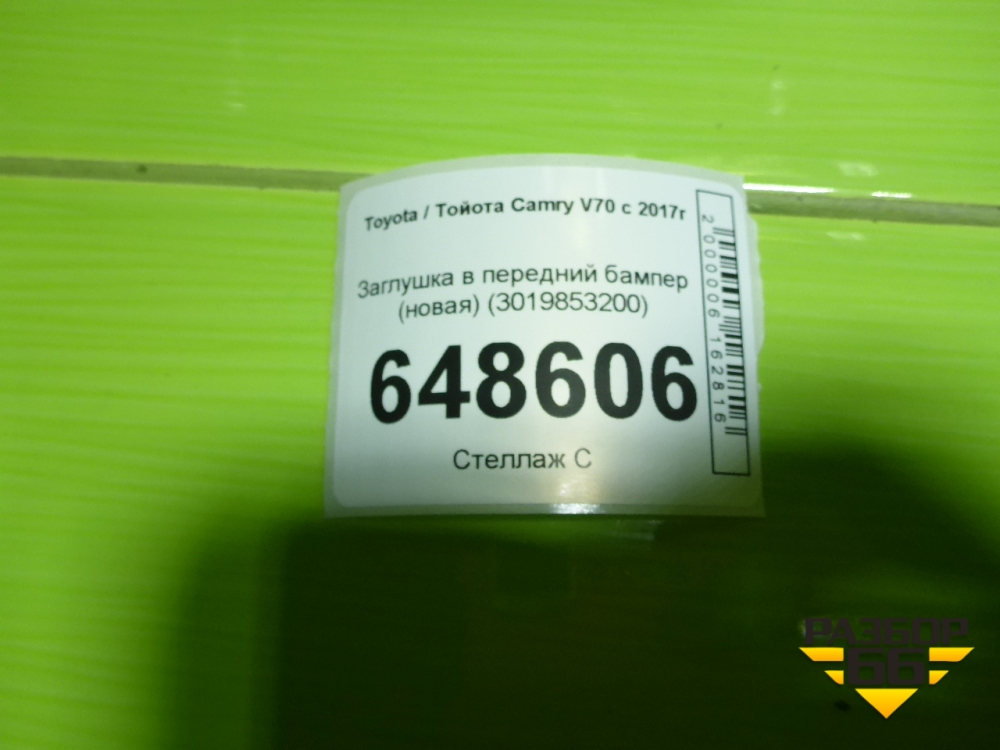 Toyota / Тойота Camry V70 с 2017г
Заглушка в передний бампер
(новая) (3019853200)
648606
Стеллаж С
2000006162816
РАЗБОР
66